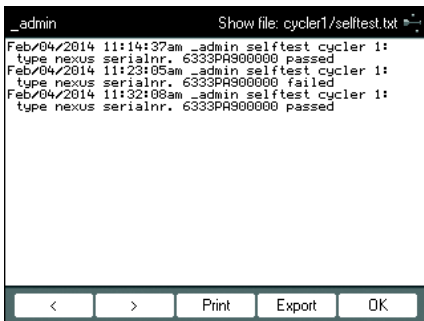 _admin Show file: cycler1/selftest.txt
Feb/04/2014 11:14:37am _admin selftest cycler 1:
type nexus serialnr. 6333PA900000 passed
Feb/04/2014 11:23:05am _admin selftest cycler 1:
type nexus serialnr. 6333PA900000 failed
Feb/04/2014 11:32:08am _admin selftest cycler 1:
type nexus serialnr. 6333PA900000 passed
< > Print Export OK